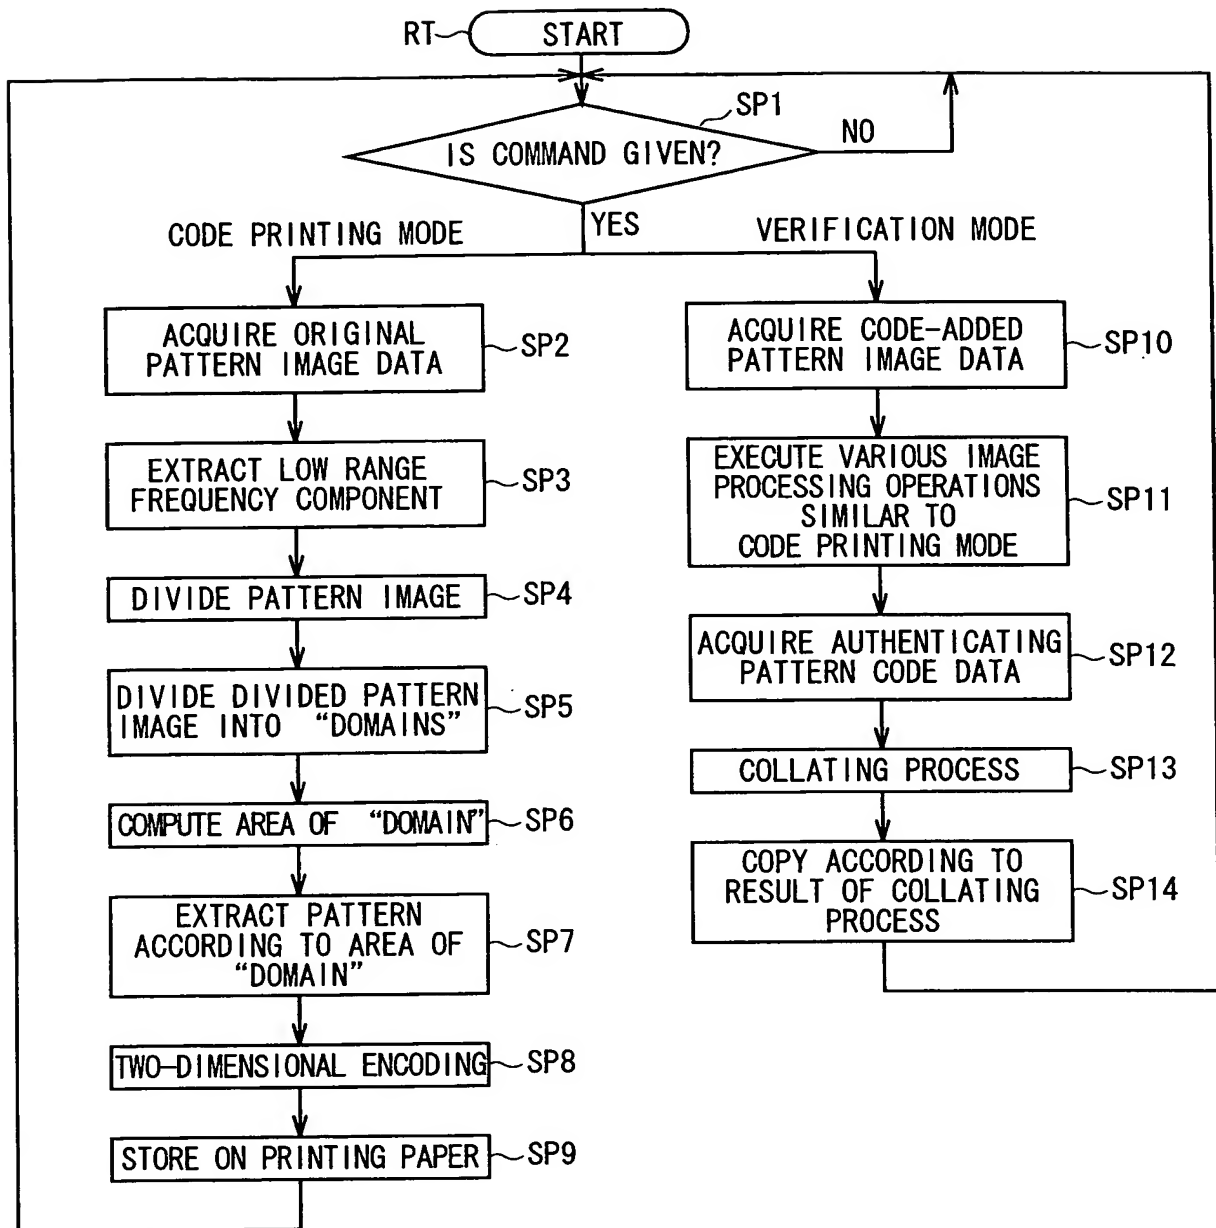 RT
START
SP1
IS COMMAND GIVEN?
NO
YES
CODE PRINTING MODE
VERIFICATION MODE
ACQUIRE ORIGINAL
PATTERN IMAGE DATA
SP2
EXTRACT LOW RANGE
FREQUENCY COMPONENT
SP3
DIVIDE PATTERN IMAGE
SP4
DIVIDE DIVIDED PATTERN
IMAGE INTO “DOMAINS”
SP5
COMPUTE AREA OF “DOMAIN”
SP6
EXTRACT PATTERN
ACCORDING TO AREA OF
“DOMAIN”
SP7
TWO-DIMENSIONAL ENCODING
SP8
STORE ON PRINTING PAPER
SP9
ACQUIRE CODE-ADDED
PATTERN IMAGE DATA
SP10
EXECUTE VARIOUS IMAGE
PROCESSING OPERATIONS
SIMILAR TO
CODE PRINTING MODE
SP11
ACQUIRE AUTHENTICATING
PATTERN CODE DATA
SP12
COLLATING PROCESS
SP13
COPY ACCORDING TO
RESULT OF COLLATING
PROCESS
SP14